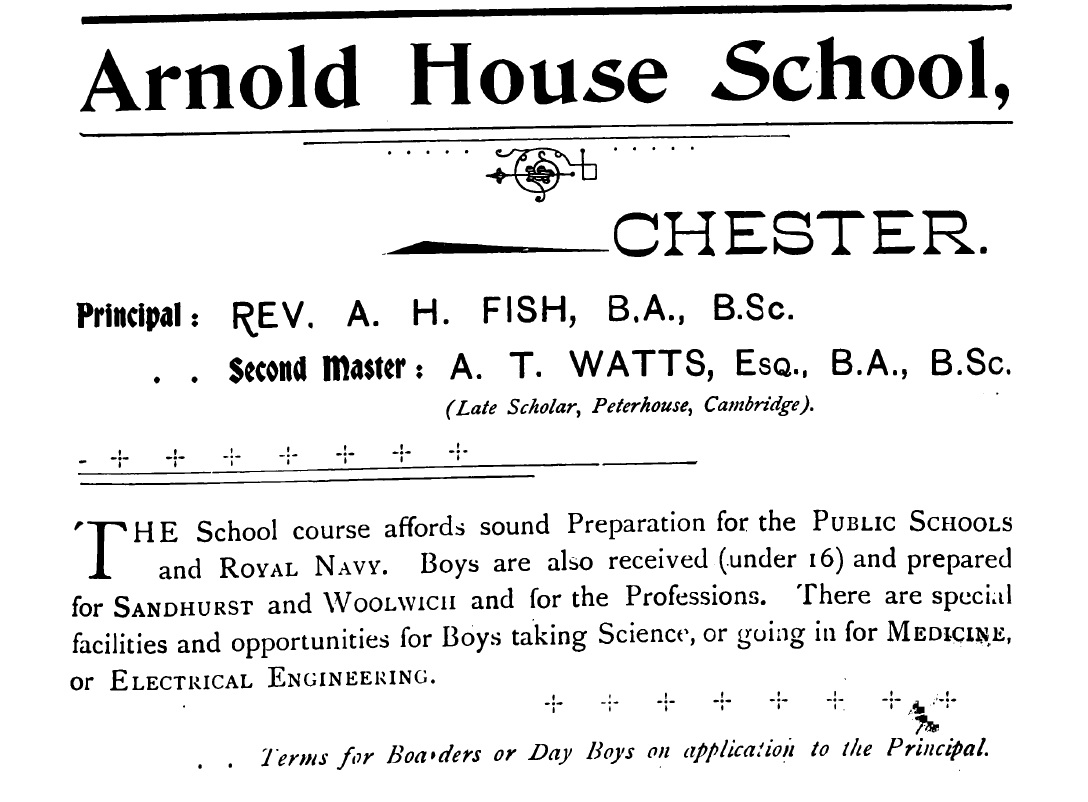 Arnold House School,
CHESTER.
Principal: REV. A. H. FISH, B.A., B.Sc.
. . Second Master: A. T. WATTS, Esq., B.A., B.Sc.
(Late Scholar, Peterhouse, Cambridge).
THE School course affords sound Preparation for the PUBLIC SCHOOLS
and ROYAL NAVY. Boys are also received (under 16) and prepared
for SANDHURST and WOOLWICH and for the Professions. There are special
facilities and opportunities for Boys taking Science, or going in for MEDICINE,
or ELECTRICAL ENGINEERING.
. . Terms for Boarders or Day Boys on application to the Principal.